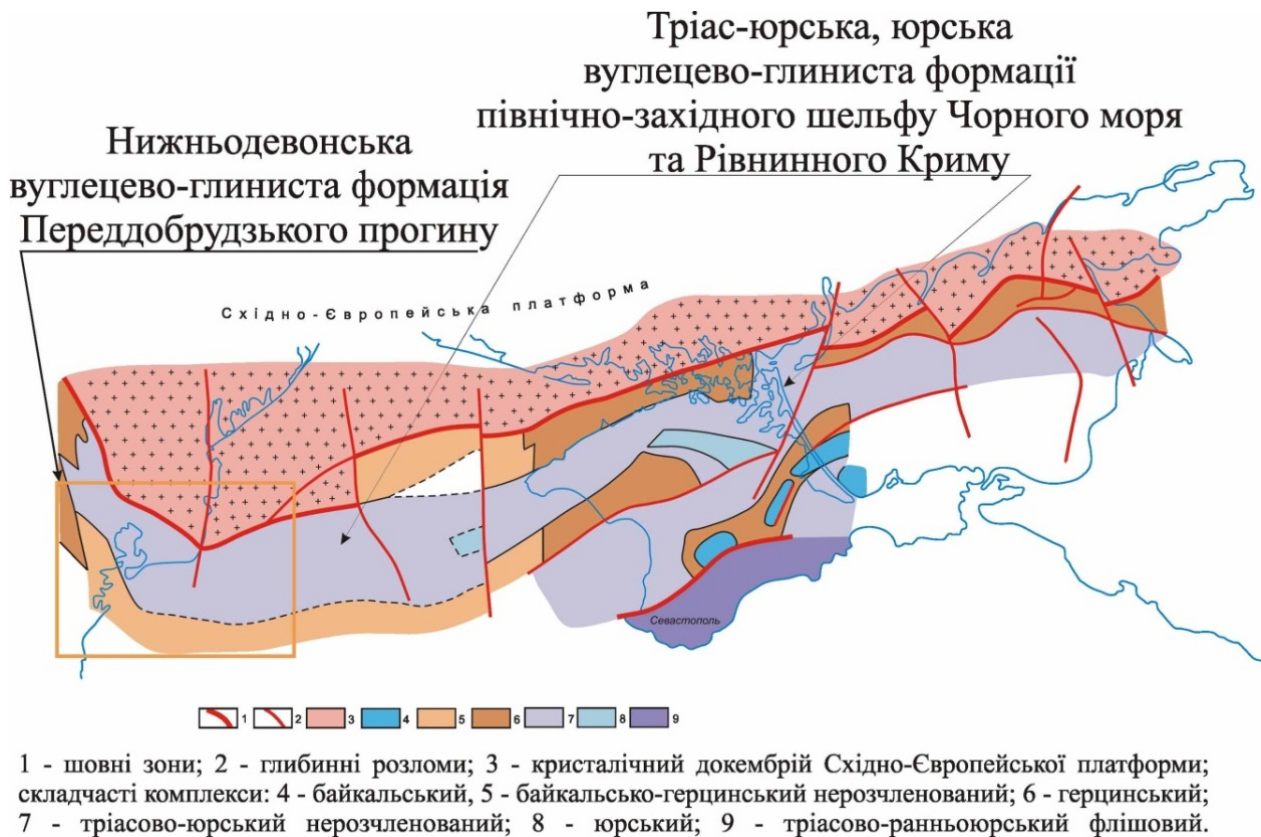 Тріас-юрська, юрська
вуглецево-глиниста формації
північно-західного шельфу Чорного моря
та Рівнинного Криму
Нижньодевонська
вуглецево-глиниста формація
Переддобрудзького прогину
Східно-Європейська платформа
Севастополь
1 2 3 4 5 6 7 8 9
1 - шовні зони; 2 - глибинні розломи; 3 - кристалічний докембрій Східно-Європейської платформи;
складчасті комплекси: 4 - байкальський, 5 - байкальсько-герцинський нерозчленований; 6 - герцинський;
7 - тріасово-юрський нерозчленований; 8 - юрський; 9 - тріасово-ранньоюрський флішовий.